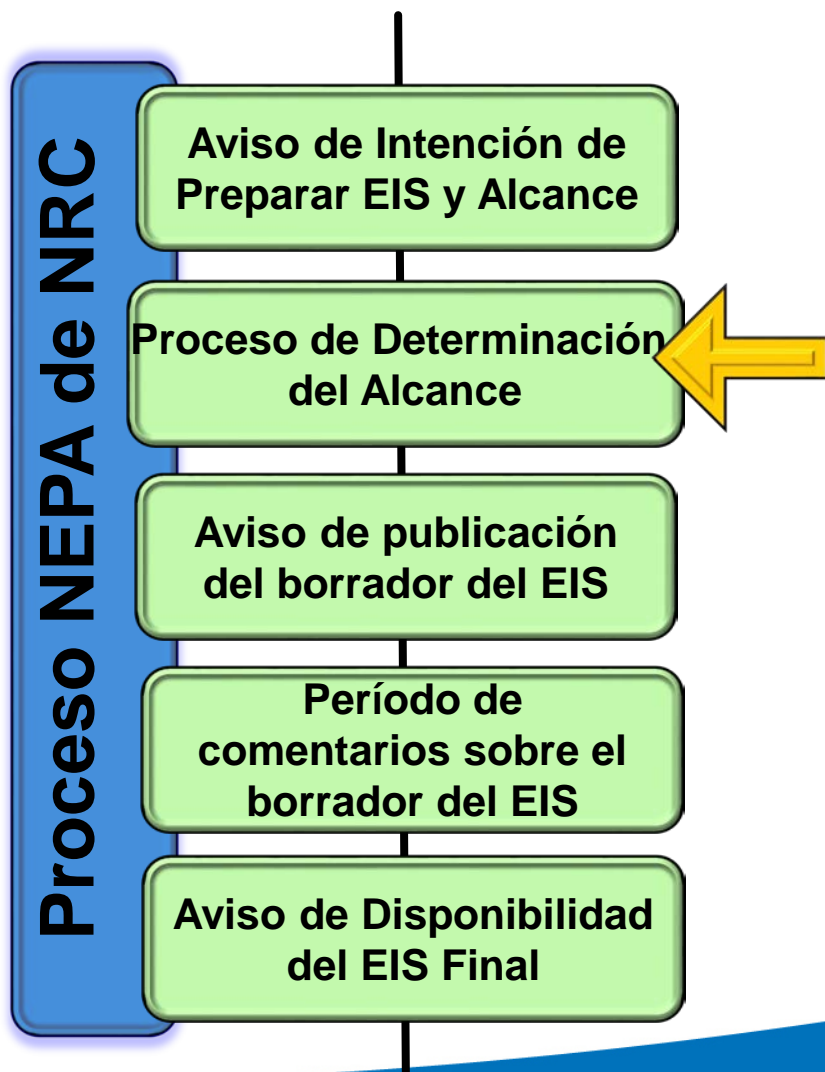 Proceso NEPA de NRC
Aviso de Intención de
Preparar EIS y Alcance
Proceso de Determinación
del Alcance
Aviso de publicación
del borrador del EIS
Período de
comentarios sobre el
borrador del EIS
Aviso de Disponibilidad
del EIS Final